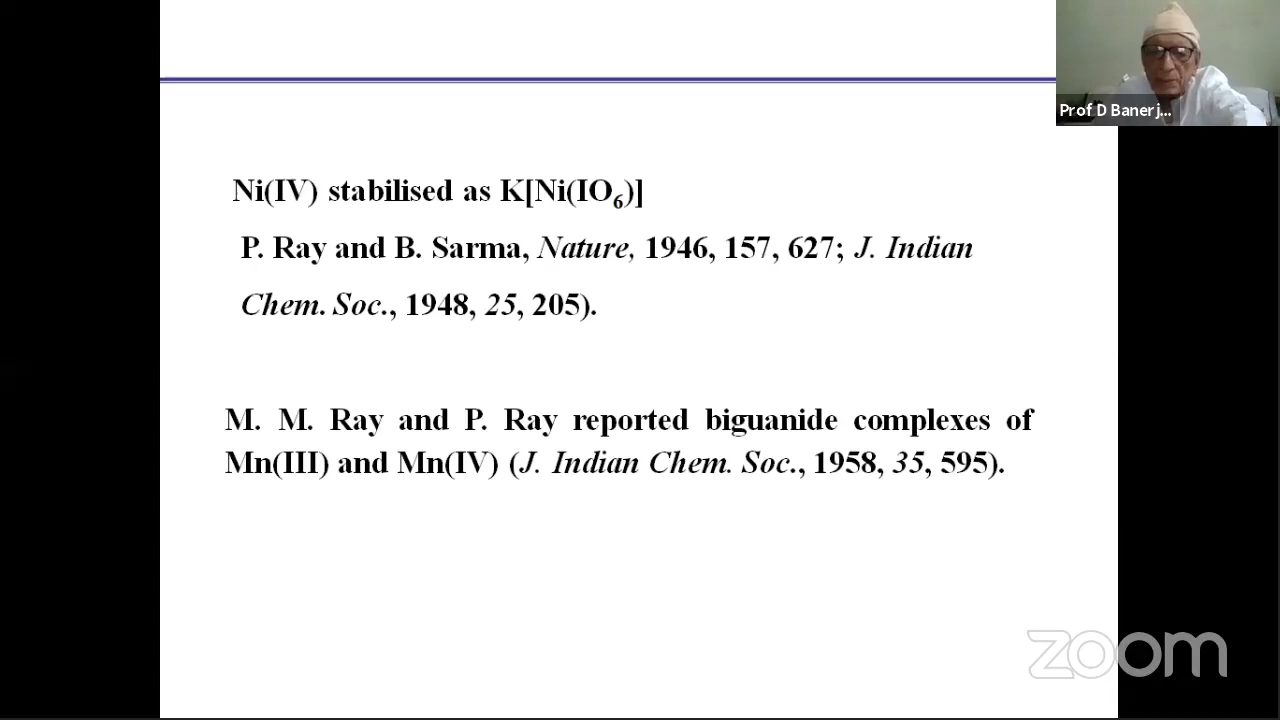 Prof D Banerj...
Ni(IV) stabilised as K[Ni(IO₆)]
P. Ray and B. Sarma, Nature, 1946, 157, 627; J. Indian
Chem. Soc., 1948, 25, 205).
M. M. Ray and P. Ray reported biguanide complexes of
Mn(III) and Mn(IV) (J. Indian Chem. Soc., 1958, 35, 595).
zoom